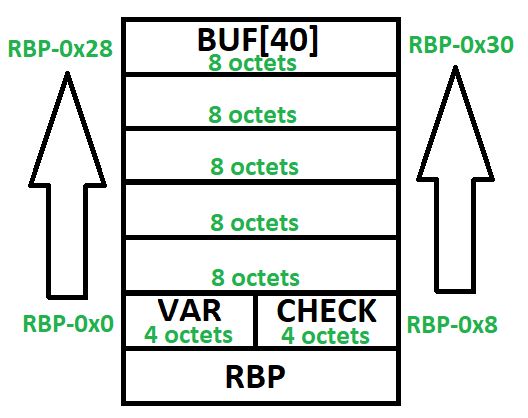 RBP-0x28
BUF[40]
RBP-0x30
8 octets
8 octets
8 octets
8 octets
8 octets
RBP-0x0
VAR
CHECK
RBP-0x8
4 octets
4 octets
RBP